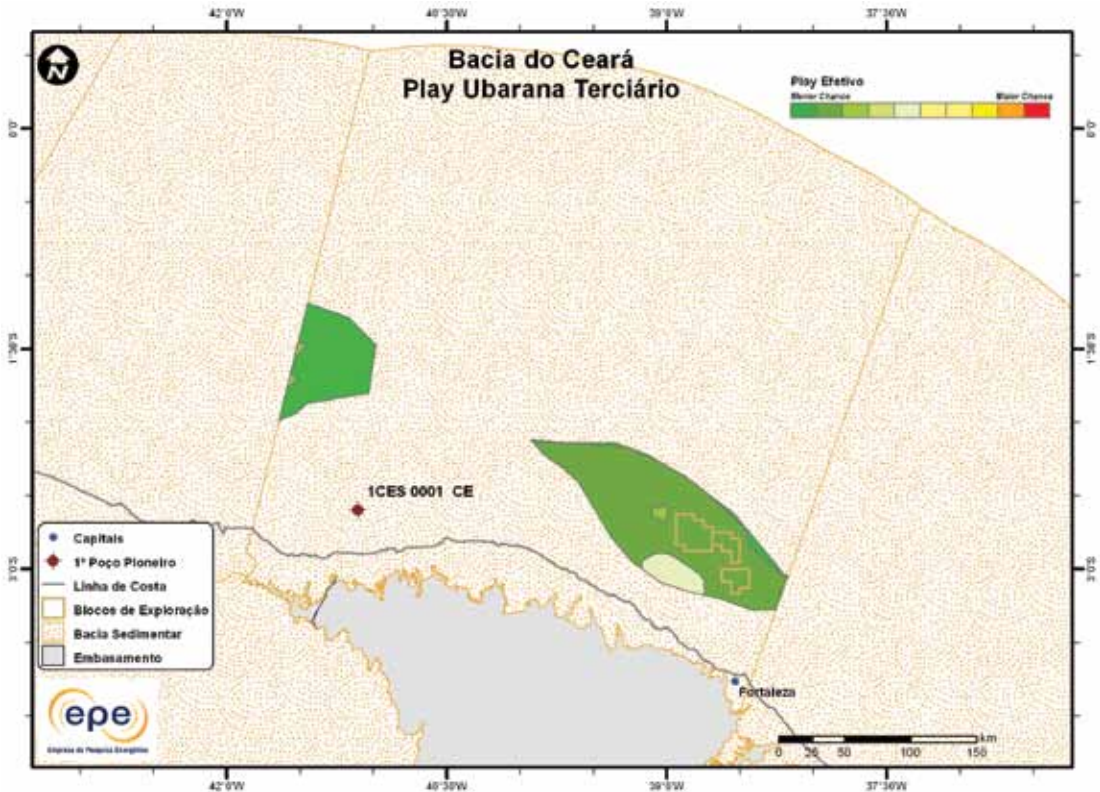 42°0'W 40°30'W 39°0'W 37°30'W
N
Bacia do Ceará
Play Ubarana Terciário
Play Efetivo
Menor Chance Maior Chance
0°0' 0°0'
1°30'S 1°30'S
1CES 0001 CE
3°0'S 3°0'S
Capitais
1º Poço Pioneiro
Linha de Costa
Blocos de Exploração
Bacia Sedimentar
Embasamento
Fortaleza
epe
Empresa de Pesquisa Energética
km
0 25 50 100 150
42°0'W 40°30'W 39°0'W 37°30'W